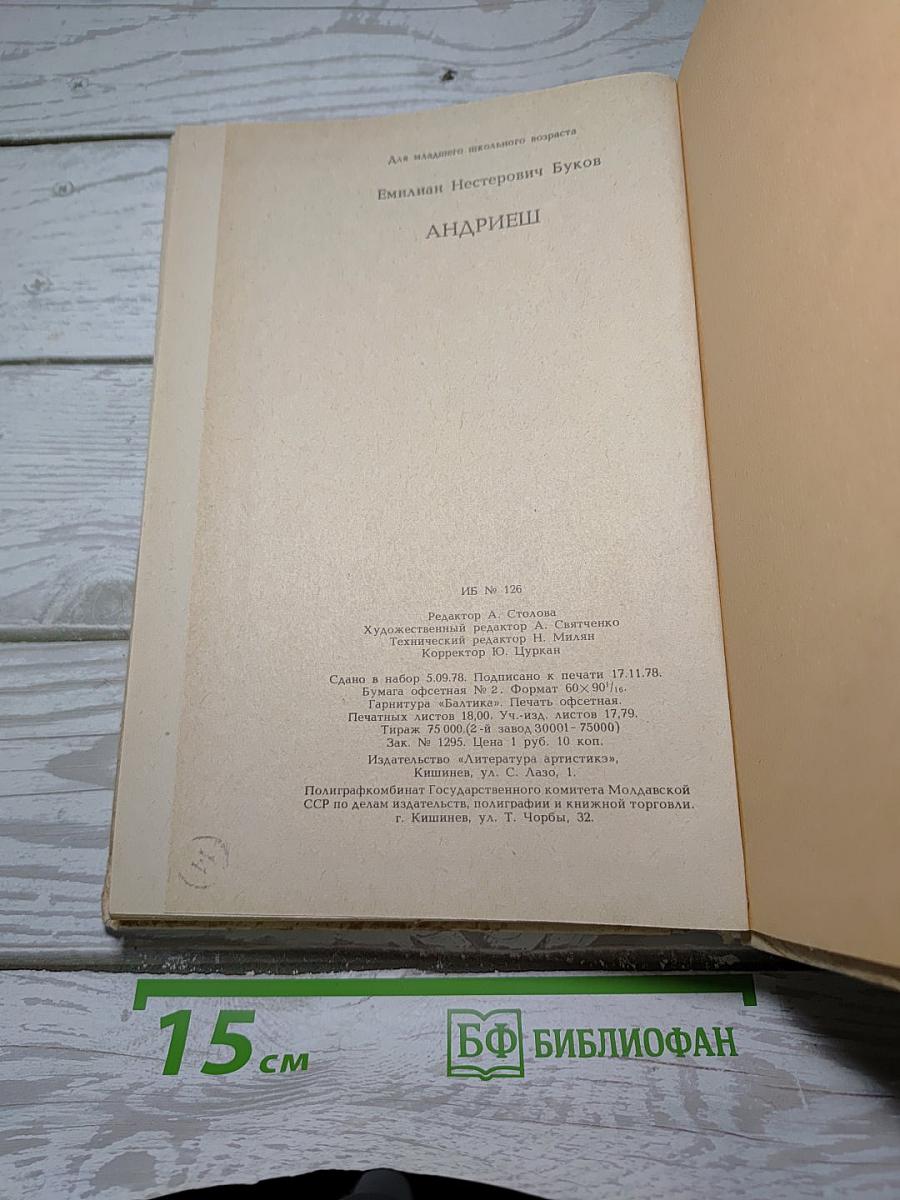 Для младшего школьного возраста
Емилиан Нестерович Буков
АНДРИЕШ
ИБ № 126
Редактор А. Столова
Художественный редактор А. Святченко
Технический редактор Н. Милян
Корректор Ю. Цуркан
Сдано в набор 5.09.78. Подписано к печати 17.11.78.
Бумага офсетная № 2. Формат 60×90¹/₁₆.
Гарнитура «Балтика». Печать офсетная.
Печатных листов 18,00. Уч.-изд. листов 17,79.
Тираж 75 000.(2-й завод 30001-75000)
Зак. № 1295. Цена 1 руб. 10 коп.
Издательство «Литература артистикэ»,
Кишинев, ул. С. Лазо, 1.
Полиграфкомбинат Государственного комитета Молдавской
ССР по делам издательств, полиграфии и книжной торговли.
г. Кишинев, ул. Т. Чорбы, 32.
15 см
БФ БИБЛИОФАН